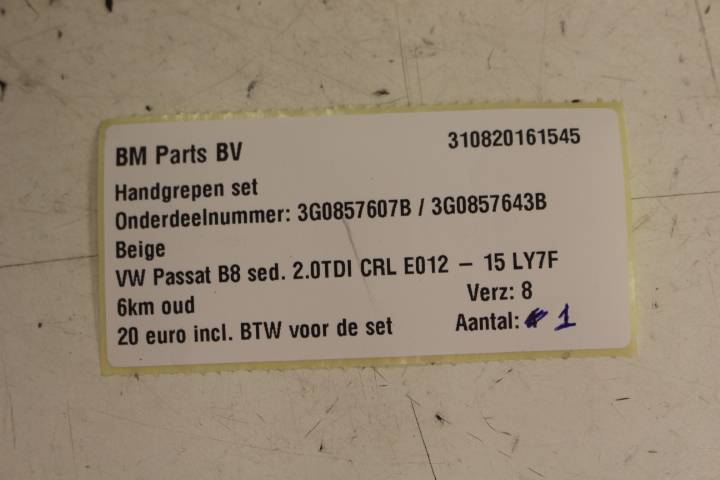 BM Parts BV 310820161545
Handgrepen set
Onderdeelnummer: 3G0857607B / 3G0857643B
Beige
VW Passat B8 sed. 2.0TDI CRL E012 – 15 LY7F
6km oud Verz: 8
20 euro incl. BTW voor de set Aantal: 1